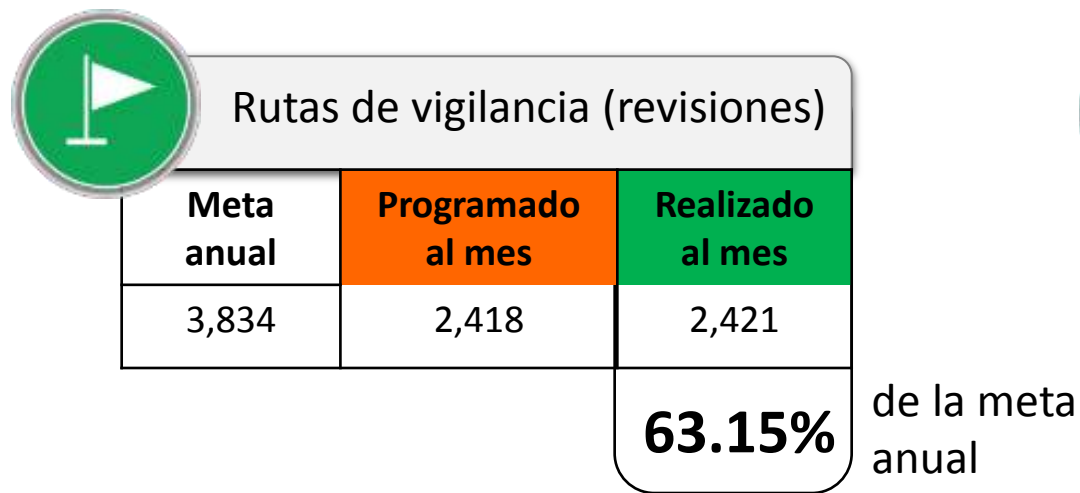 Rutas de vigilancia (revisiones)
Meta anual
Programado al mes
Realizado al mes
3,834
2,418
2,421
63.15%
de la meta
anual